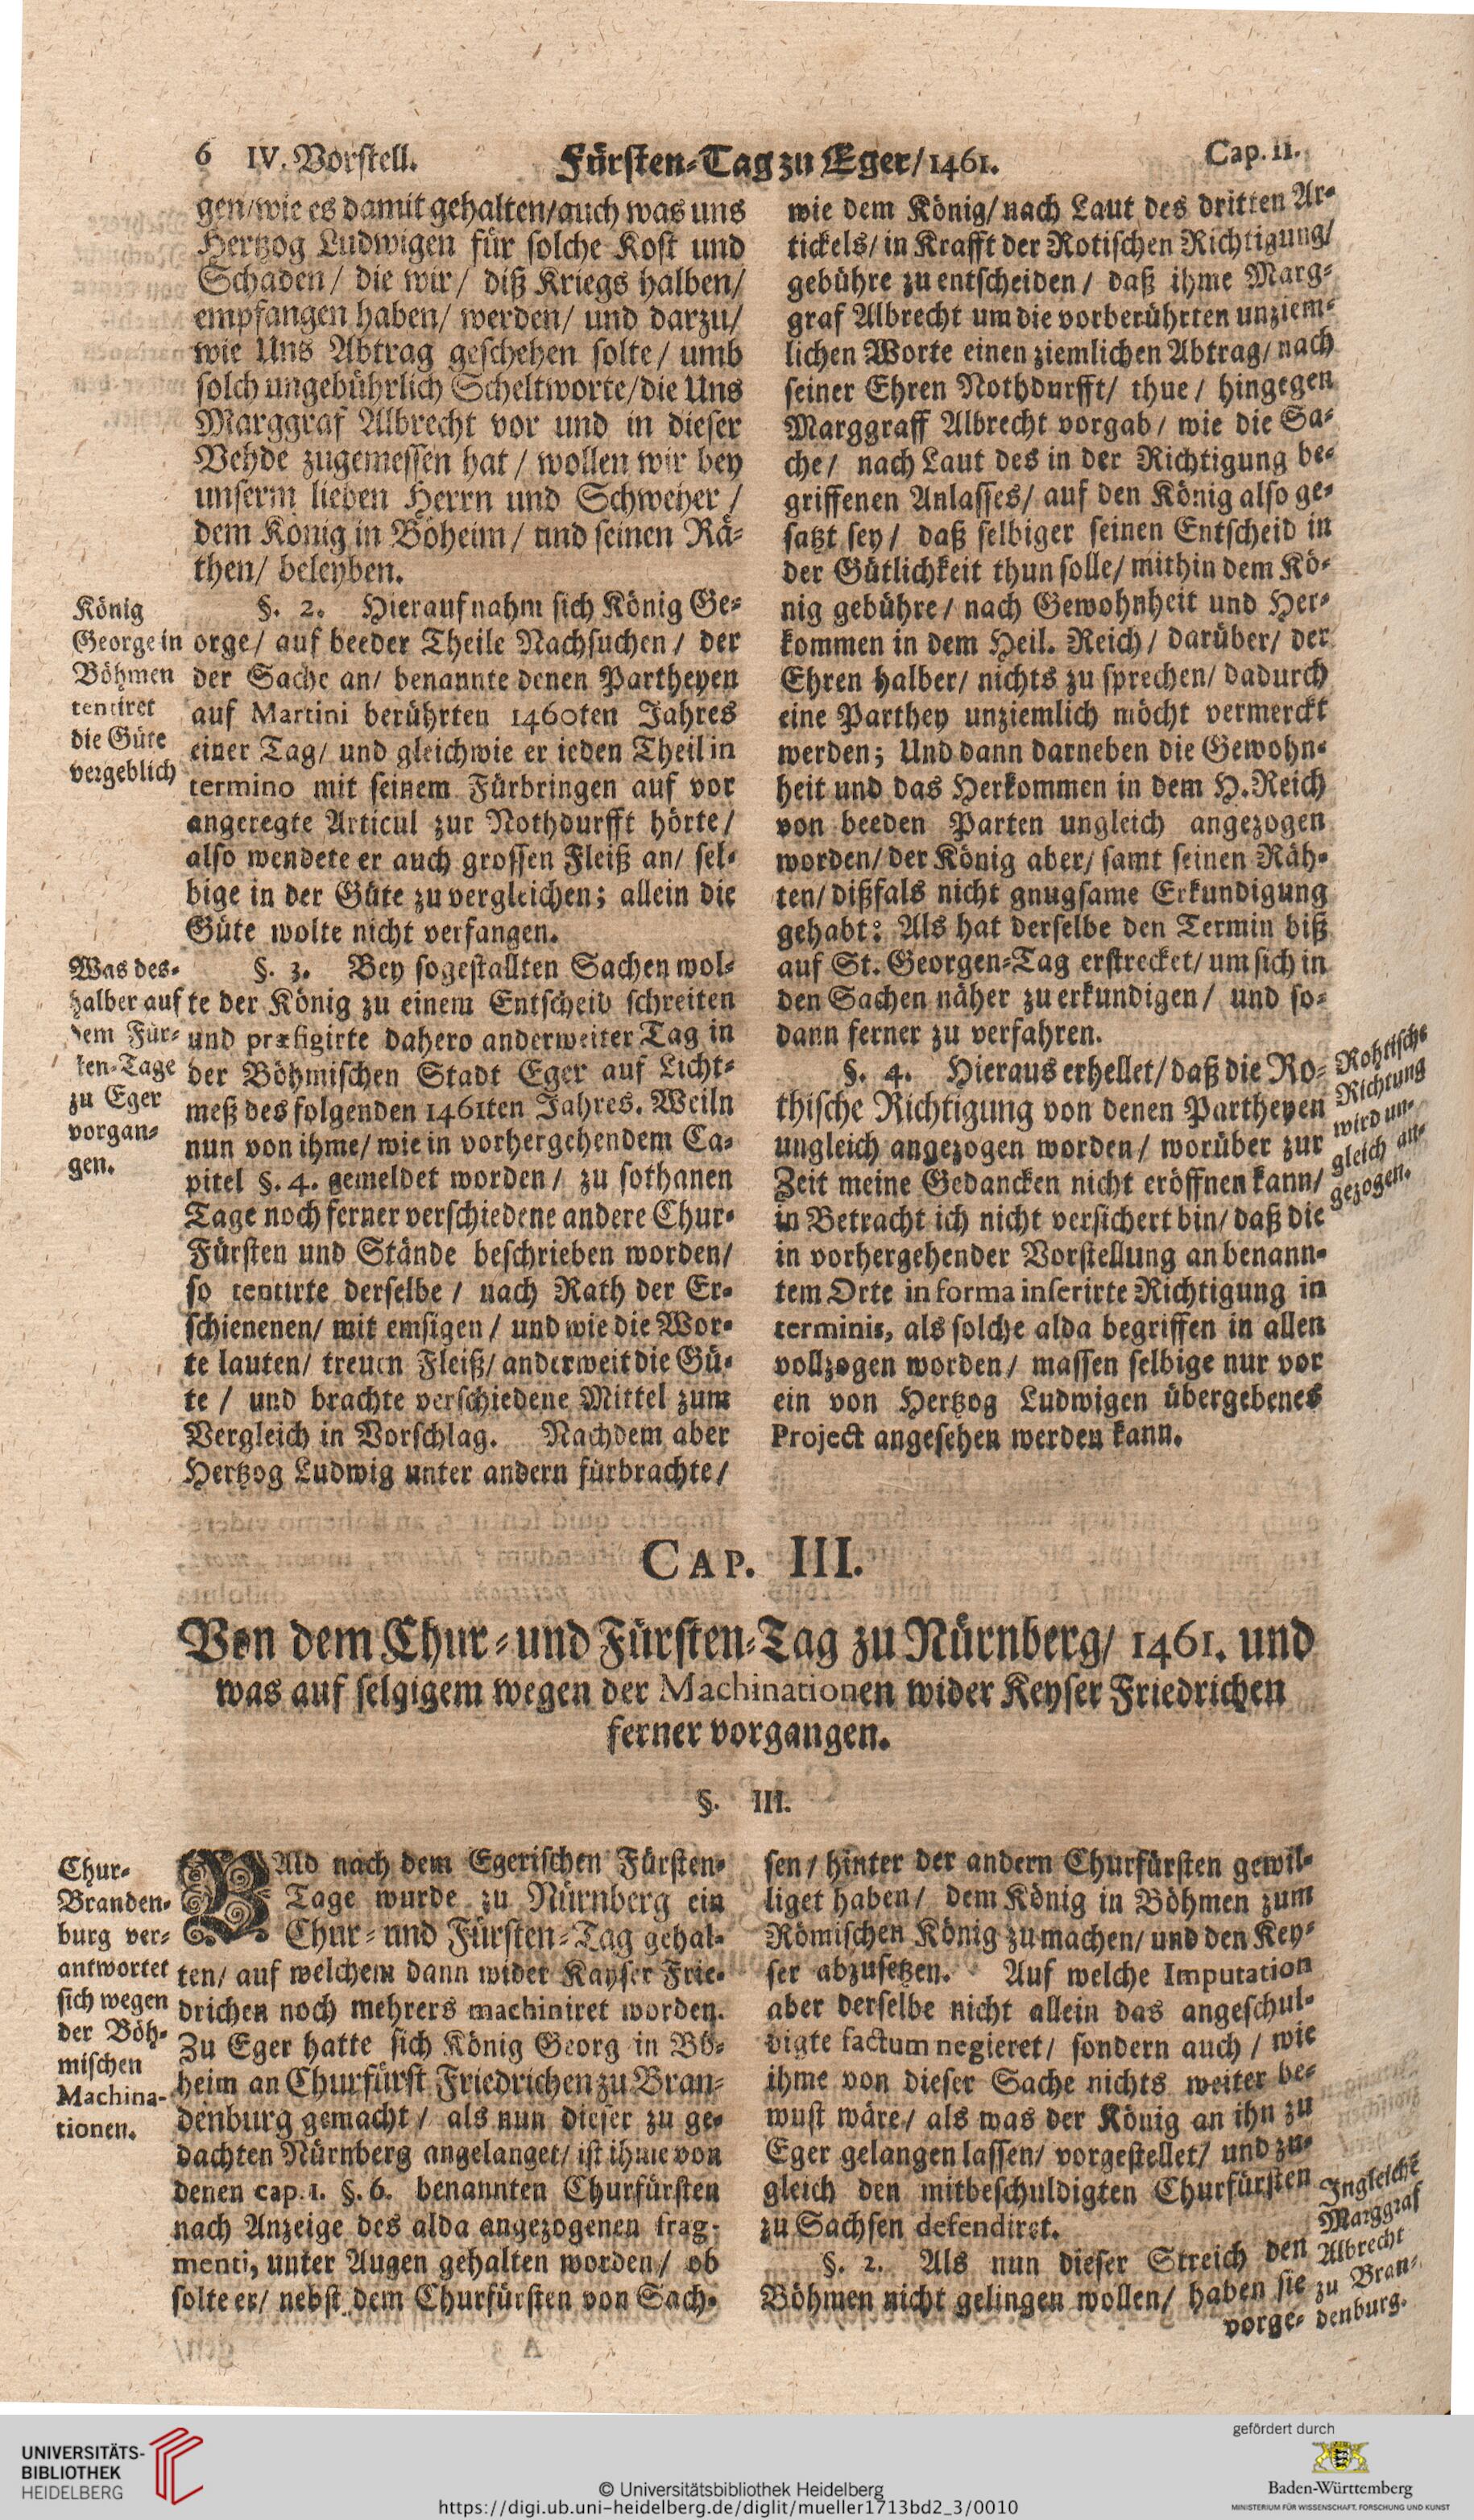 6 IV. Vorstell.
Fürsten-Tag zu Eger/1461.
Cap. II.
gen/wie es damit gehalten/auch was uns
Hertzog Ludwigen für solche Kost und
Schaden/ die wir/ diß Kriegs halben/
empfangen haben/ werden/ und darzu/
wie Uns Abtrag geschehen solte/ umb
solch ungebührlich Scheltworte/die Uns
Marggraf Albrecht vor und in dieser
Vehde zugemessen hat/ wollen wir bey
unserm lieben Herrn und Schweher/
dem König in Böheim/ und seinen Rä-
then/ beleyben.
König
George in
Böhmen
tentiret
die Güte
vergeblich
§. 2. Hierauf nahm sich König Ge-
orge/ auf beeder Theile Nachsuchen/ der
der Sache an/ benannte denen Partheyen
auf Martini berührten 1460ten Jahres
einer Tag/ und gleichwie er ieden Theil in
termino mit seinem Fürbringen auf vor
angeregte Articul zur Nothdurfft hörte/
also wendete er auch grossen Fleiß an/ sel-
bige in der Güte zu vergleichen; allein die
Güte wolte nicht verfangen.
Was des-
halber auf
dem Für-
sten-Tage
zu Eger
vorgan-
gen.
§. 3. Bey sogestallten Sachen wol-
te der König zu einem Entscheid schreiten
und præfigirte dahero anderweiter Tag in
der Böhmischen Stadt Eger auf Licht-
meß des folgenden 1461ten Jahres. Weiln
nun von ihme/ wie in vorhergehendem Ca-
pitel §. 4. gemeldet worden/ zu sothanen
Tage noch ferner verschiedene andere Chur-
Fürsten und Stände beschrieben worden/
so tentirte derselbe/ nach Rath der Er-
schienenen/ mit emsigen/ und wie die Wor-
te lauten/ treuen Fleiß/ anderweit die Gü-
te/ und brachte verschiedene Mittel zum
Vergleich in Vorschlag. Nachdem aber
Hertzog Ludwig unter andern fürbrachte/
wie dem König/ nach Laut des dritten Ar-
tickels/ in Krafft der Rotischen Richtigung/
gebühre zu entscheiden/ daß ihme Marg-
graf Albrecht um die vorberührten unziem-
lichen Worte einen ziemlichen Abtrag/ nach
seiner Ehren Nothdurfft/ thue/ hingegen
Marggraff Albrecht vorgab/ wie die Sa-
che/ nach Laut des in der Richtigung be-
griffenen Anlasses/ auf den König also ge-
satzt sey/ daß selbiger seinen Entscheid in
der Gütlichkeit thun solle/ mithin dem Kö-
nig gebühre/ nach Gewohnheit und Her-
kommen in dem Heil. Reich/ darüber/ der
Ehren halber/ nichts zu sprechen/ dadurch
eine Parthey unziemlich möcht vermerckt
werden; Und dann darneben die Gewohn-
heit und das Herkommen in dem H. Reich
von beeden Parten ungleich angezogen
worden/ der König aber/ samt seinen Räh-
ten/ dißfals nicht gnugsame Erkundigung
gehabt: Als hat derselbe den Termin biß
auf St. Georgen-Tag erstrecket/ um sich in
den Sachen näher zu erkundigen/ und so-
dann ferner zu verfahren.
§. 4. Hieraus erhellet/ daß die Ro-
thische Richtigung von denen Partheyen
ungleich angezogen worden/ worüber zur
Zeit meine Gedancken nicht eröffnen kann/
in Betracht ich nicht versichert bin/ daß die
in vorhergehender Vorstellung an benann-
tem Orte in forma inserirte Richtigung in
terminis, als solche alda begriffen in allen
vollzogen worden/ massen selbige nur vor
ein von Hertzog Ludwigen übergebenes
Project angesehen werden kann.
Rohtische
Richtung
wird un-
gleich an-
gezogen.
CAP. III.
Von dem Chur- und Fürsten-Tag zu Nürnberg/ 1461. und
was auf selgigem wegen der Machinationen wider Keyser Friedrichen
ferner vorgangen.
§. III.
Chur-
Branden-
burg ver-
antwortet
sich wegen
der Böh-
mischen
Machina-
tionen.
BAld nach dem Egerischen Fürsten-
Tage wurde zu Nürnberg ein
Chur- und Fürsten-Tag gehal-
ten/ auf welchem dann wider Kayser Frie-
drichen noch mehrers machiniret worden.
Zu Eger hatte sich König Georg in Bö-
heim an Churfürst Friedrichen zu Bran-
denburg gemacht/ als nun dieser zu ge-
dachten Nürnberg angelanget/ ist ihme von
denen cap. 1. §. 6. benannten Churfürsten
nach Anzeige des alda angezogenen frag-
menti, unter Augen gehalten worden/ ob
solte er/ nebst dem Churfürsten von Sach-
sen/ hinter der andern Churfürsten gewil-
liget haben/ dem König in Böhmen zum
Römischen König zu machen/ und den Key-
ser abzusetzen. Auf welche Imputation
aber derselbe nicht allein das angeschul-
digte factum negieret/ sondern auch/ wie
ihme von dieser Sache nichts weiter be-
wust wäre/ als was der König an ihn zu
Eger gelangen lassen/ vorgestellet/ und zu-
gleich den mitbeschuldigten Churfürsten
zu Sachsen defendiret.
§. 2. Als nun dieser Streich den
Böhmen nicht gelingen wollen/ haben sie
vorge-
Ingleiche
Marggraf
Albrecht
zu Bran-
denburg.
UNIVERSITÄTS-
BIBLIOTHEK
HEIDELBERG
© Universitätsbibliothek Heidelberg
https://digi.ub.uni-heidelberg.de/diglit/mueller1713bd2_3/0010
gefördert durch
Baden-Württemberg
MINISTERIUM FÜR WISSENSCHAFT, FORSCHUNG UND KUNST